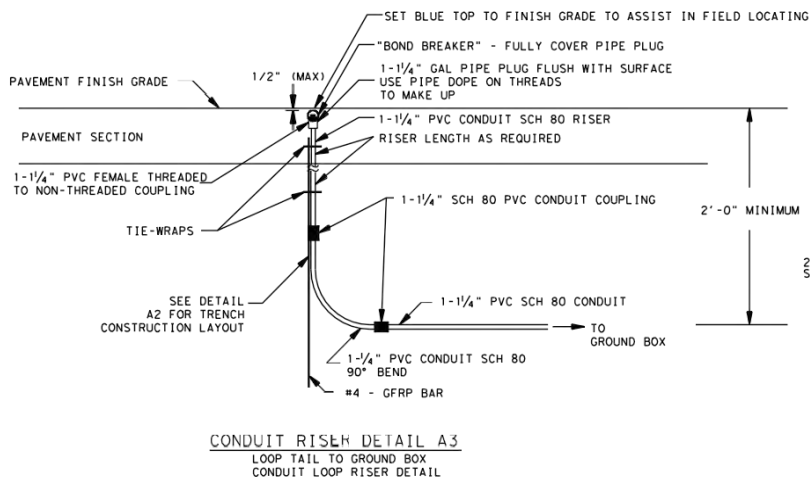 SET BLUE TOP TO FINISH GRADE TO ASSIST IN FIELD LOCATING
"BOND BREAKER" - FULLY COVER PIPE PLUG
1-1¼" GAL PIPE PLUG FLUSH WITH SURFACE
USE PIPE DOPE ON THREADS
TO MAKE UP
1/2" (MAX)
PAVEMENT FINISH GRADE
1-1¼" PVC CONDUIT SCH 80 RISER
PAVEMENT SECTION
RISER LENGTH AS REQUIRED
1-1¼" PVC FEMALE THREADED
TO NON-THREADED COUPLING
1-1¼" SCH 80 PVC CONDUIT COUPLING
2'-0" MINIMUM
TIE-WRAPS
2
S
SEE DETAIL
A2 FOR TRENCH
CONSTRUCTION LAYOUT
1-1¼" PVC SCH 80 CONDUIT
TO
GROUND BOX
1-¼" PVC CONDUIT SCH 80
90° BEND
#4 - GFRP BAR
CONDUIT RISER DETAIL A3
LOOP TAIL TO GROUND BOX
CONDUIT LOOP RISER DETAIL